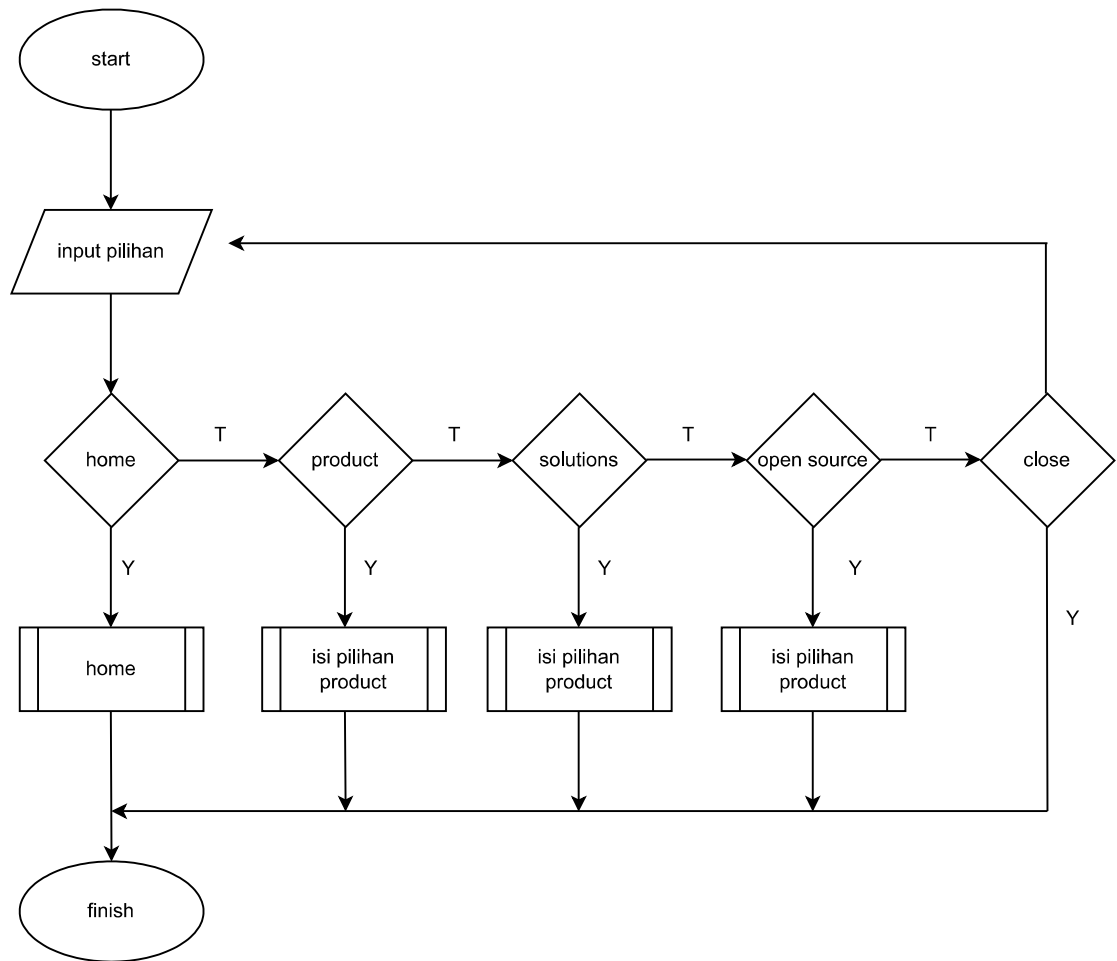 start
input pilihan
home
T
product
T
solutions
T
open source
T
close
Y
Y
Y
Y
Y
home
isi pilihan
product
isi pilihan
product
isi pilihan
product
finish